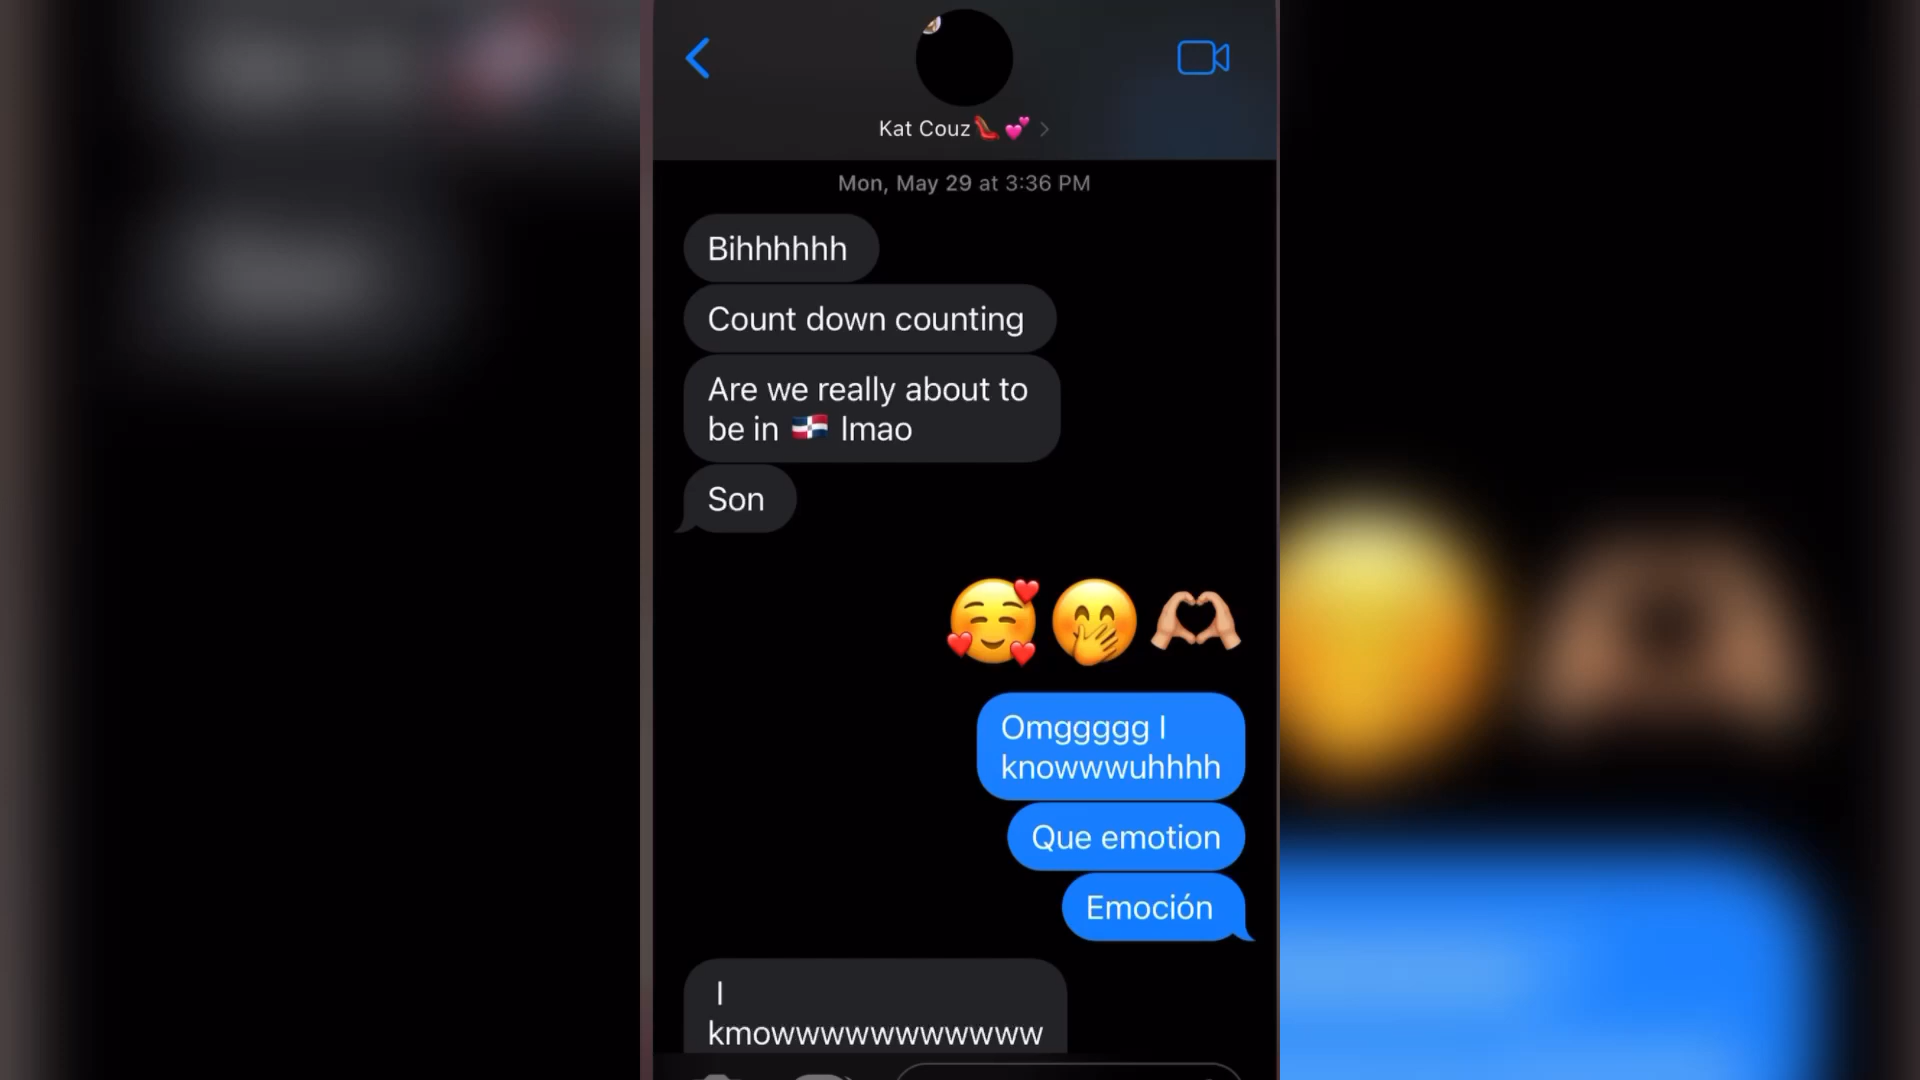 Kat Couz👠💕
Mon, May 29 at 3:36 PM
Bihhhhhh
Count down counting
Are we really about to
be in 🇩🇴 lmao
Son
🥰🤭🫶🏼
Omggggg I
knowwwuhhhh
Que emotion
Emoción
I
kmowwwwwwwwwww